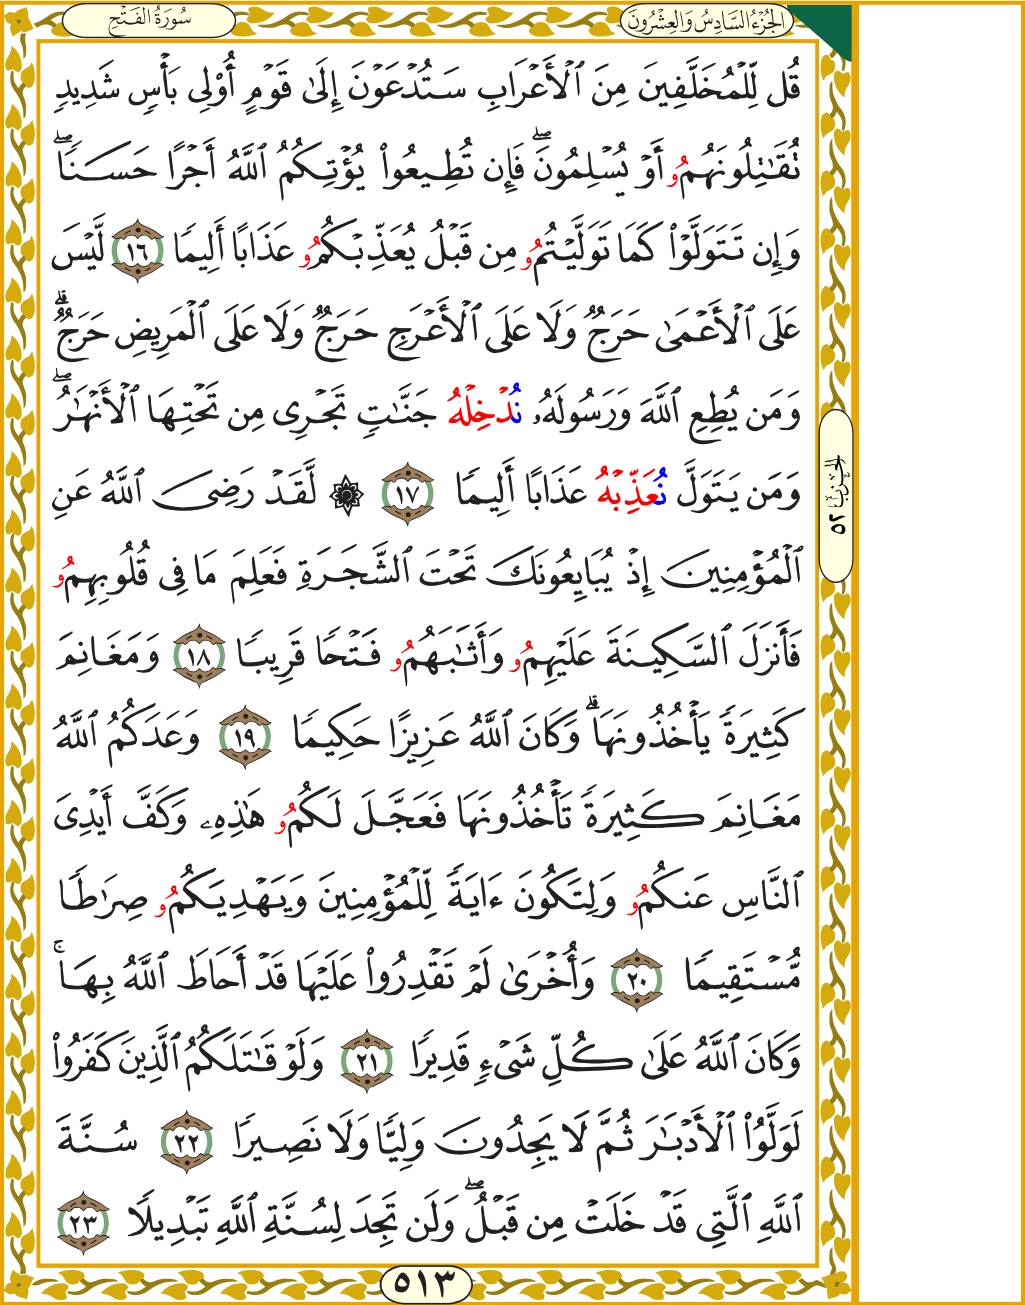 الجُزْءُ السَّادِسُ وَالعِشْرُونَ
سُورَةُ الفَتْحِ
قُل لِّلْمُخَلَّفِينَ مِنَ ٱلْأَعْرَابِ سَتُدْعَوْنَ إِلَىٰ قَوْمٍ أُوْلِى بَأْسٍ شَدِيدٍ
تُقَٰتِلُونَهُمُۥ أَوْ يُسْلِمُونَۖ فَإِن تُطِيعُواْ يُؤْتِكُمُ ٱللَّهُ أَجْرًا حَسَنٗاۖ
وَإِن تَتَوَلَّوْاْ كَمَا تَوَلَّيْتُمُۥ مِن قَبْلُ يُعَذِّبْكُمُۥ عَذَابًا أَلِيمٗا ١٦ لَّيْسَ
عَلَى ٱلْأَعْمَىٰ حَرَجٞ وَلَا عَلَى ٱلْأَعْرَجِ حَرَجٞ وَلَا عَلَى ٱلْمَرِيضِ حَرَجٞۗ
وَمَن يُطِعِ ٱللَّهَ وَرَسُولَهُۥ نُدْخِلْهُ جَنَّٰتٖ تَجْرِى مِن تَحْتِهَا ٱلْأَنْهَٰرُۖ
وَمَن يَتَوَلَّ نُعَذِّبْهُ عَذَابًا أَلِيمٗا ١٧ ۞ لَّقَدْ رَضِىَ ٱللَّهُ عَنِ
ٱلْمُؤْمِنِينَ إِذْ يُبَايِعُونَكَ تَحْتَ ٱلشَّجَرَةِ فَعَلِمَ مَا فِى قُلُوبِهِمُۥ
فَأَنزَلَ ٱلسَّكِينَةَ عَلَيْهِمُۥ وَأَثَٰبَهُمُۥ فَتْحٗا قَرِيبٗا ١٨ وَمَغَانِمَ
كَثِيرَةٗ يَأْخُذُونَهَاۗ وَكَانَ ٱللَّهُ عَزِيزًا حَكِيمٗا ١٩ وَعَدَكُمُ ٱللَّهُ
مَغَانِمَ كَثِيرَةٗ تَأْخُذُونَهَا فَعَجَّلَ لَكُمُۥ هَٰذِهِۦ وَكَفَّ أَيْدِىَ
ٱلنَّاسِ عَنكُمُۥ وَلِتَكُونَ ءَايَةٗ لِّلْمُؤْمِنِينَ وَيَهْدِيَكُمُۥ صِرَٰطٗا
مُّسْتَقِيمٗا ٢٠ وَأُخْرَىٰ لَمْ تَقْدِرُواْ عَلَيْهَا قَدْ أَحَاطَ ٱللَّهُ بِهَاۚ
وَكَانَ ٱللَّهُ عَلَىٰ كُلِّ شَىْءٖ قَدِيرٗا ٢١ وَلَوْ قَٰتَلَكُمُ ٱلَّذِينَ كَفَرُواْ
لَوَلَّوُاْ ٱلْأَدْبَٰرَ ثُمَّ لَا يَجِدُونَ وَلِيّٗا وَلَا نَصِيرٗا ٢٢ سُنَّةَ
ٱللَّهِ ٱلَّتِى قَدْ خَلَتْ مِن قَبْلُۖ وَلَن تَجِدَ لِسُنَّةِ ٱللَّهِ تَبْدِيلٗا ٢٣
الحِزْبُ ٥٢
٥١٣